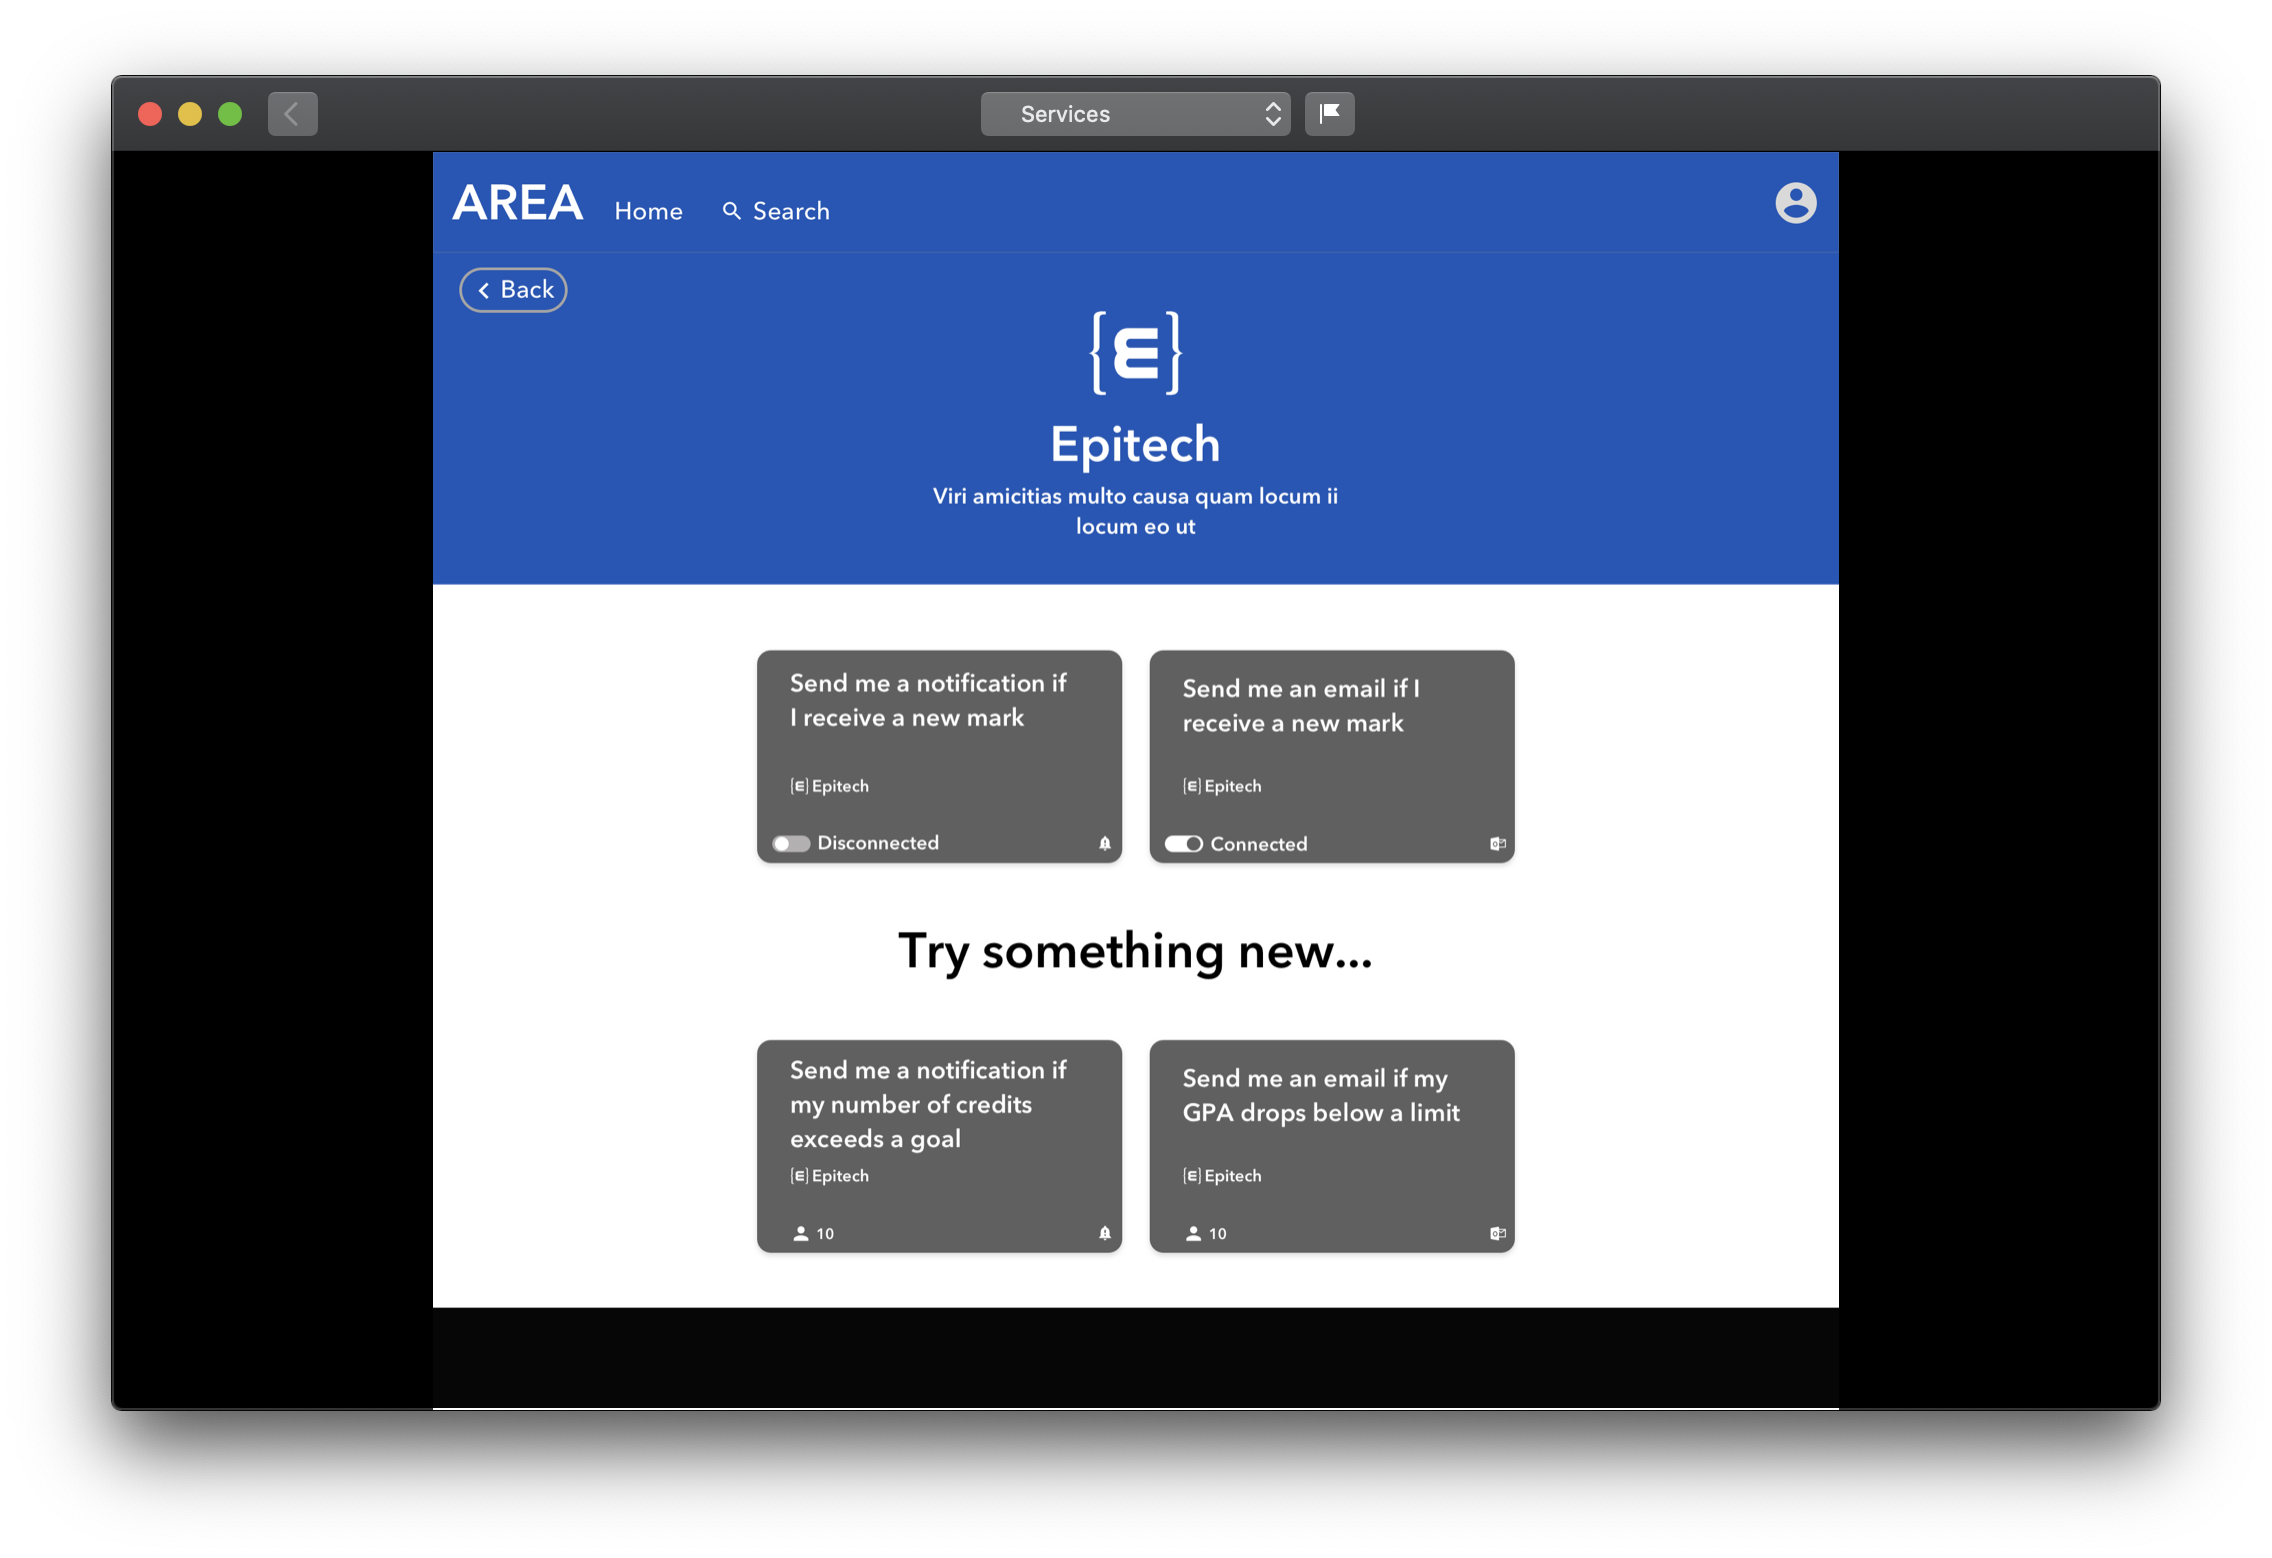 Services
AREA Home Search
Back
Epitech
Viri amicitias multo causa quam locum ii
locum eo ut
Send me a notification if
I receive a new mark
Epitech
Disconnected
Send me an email if I
receive a new mark
Epitech
Connected
Try something new...
Send me a notification if
my number of credits
exceeds a goal
Epitech
10
Send me an email if my
GPA drops below a limit
Epitech
10